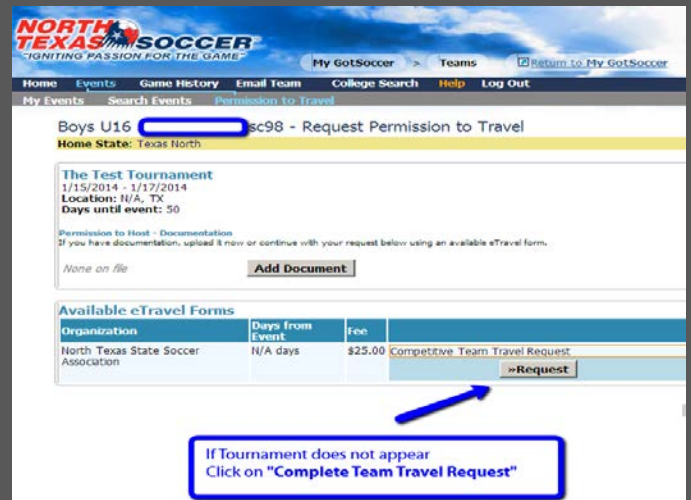 NORTH
TEXAS SOCCER
"IGNITING PASSION FOR THE GAME"
My GotSoccer > Teams Return to My GotSoccer
Home Events Game History Email Team College Search Help Log Out
My Events Search Events Permission to Travel
Boys U16 sc98 - Request Permission to Travel
Home State: Texas North
The Test Tournament
1/15/2014 - 1/17/2014
Location: N/A, TX
Days until event: 50
Permission to Host - Documentation
If you have documentation, upload it now or continue with your request below using an available eTravel form.
None on file Add Document
Available eTravel Forms
Organization Days from Event Fee
North Texas State Soccer Association N/A days $25.00 Competitive Team Travel Request
»Request
If Tournament does not appear
Click on "Complete Team Travel Request"